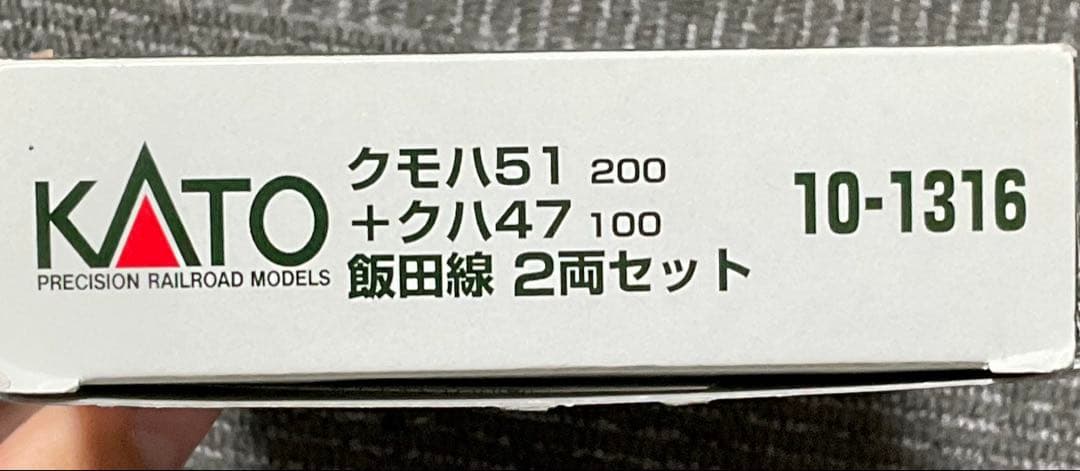 KATO
PRECISION RAILROAD MODELS
クモハ51 200
+クハ47 100
飯田線 2両セット
10-1316